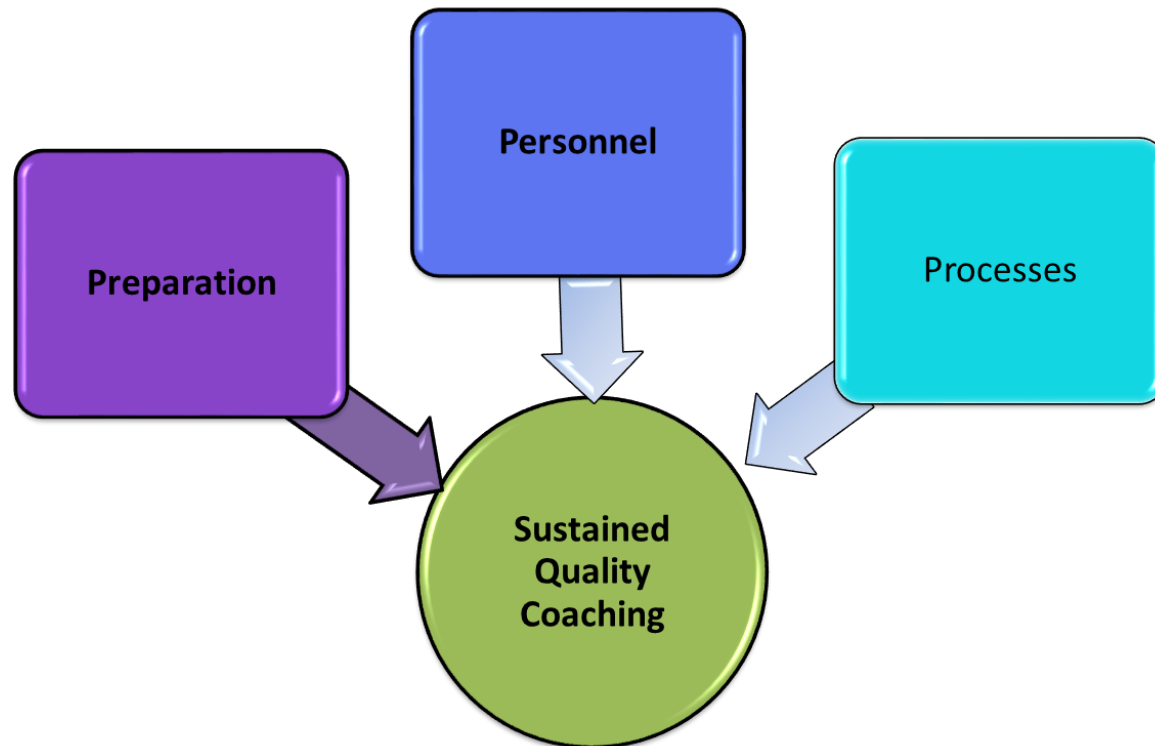 Personnel
Preparation
Processes
Sustained
Quality
Coaching